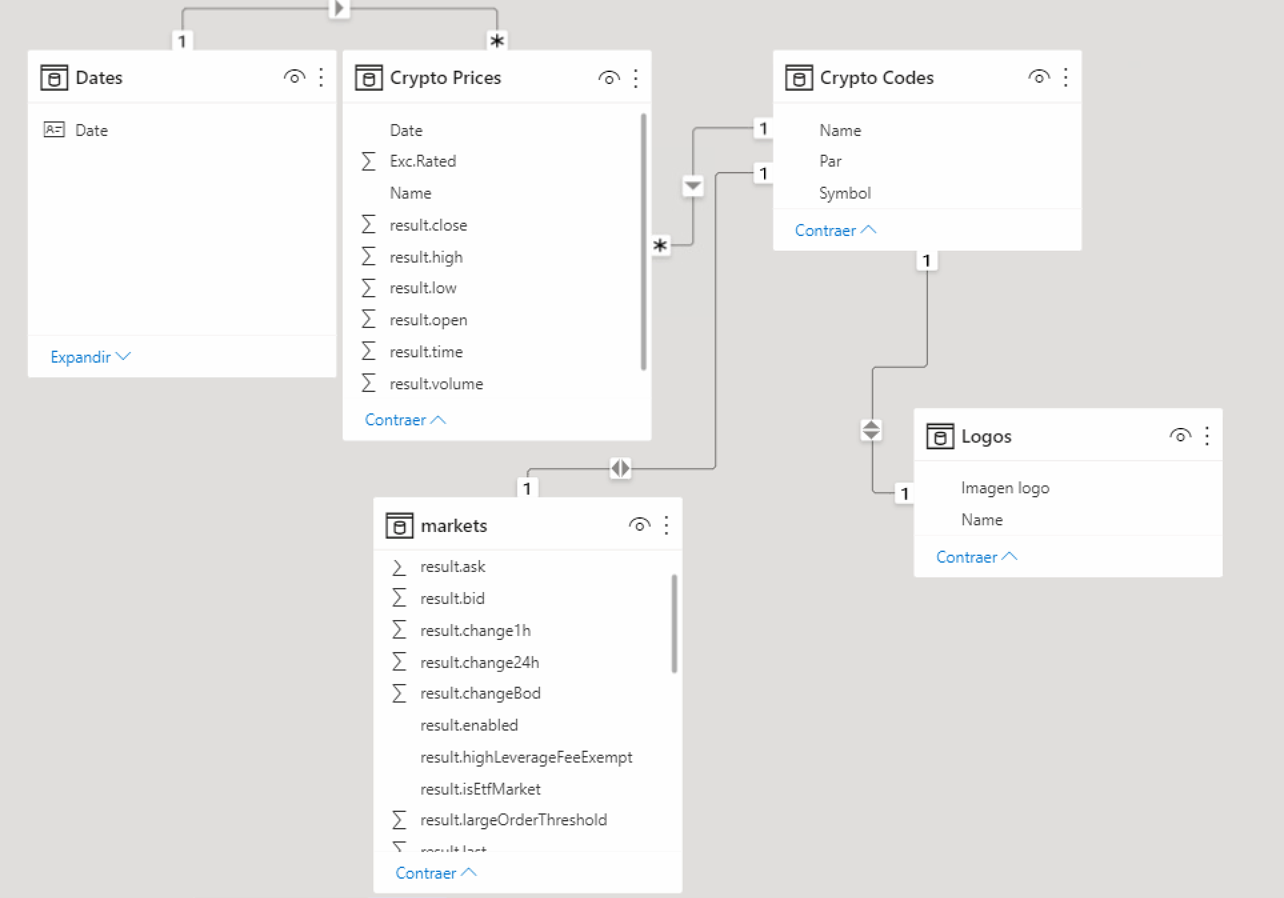 1
*
Dates
Date
Expandir
Crypto Prices
Date
Exc.Rated
Name
result.close
result.high
result.low
result.open
result.time
result.volume
Contraer
*
1
1
Crypto Codes
Name
Par
Symbol
Contraer
1
1
Logos
Imagen logo
Name
Contraer
1
markets
result.ask
result.bid
result.change1h
result.change24h
result.changeBod
result.enabled
result.highLeverageFeeExempt
result.isEtfMarket
result.largeOrderThreshold
result.last
Contraer